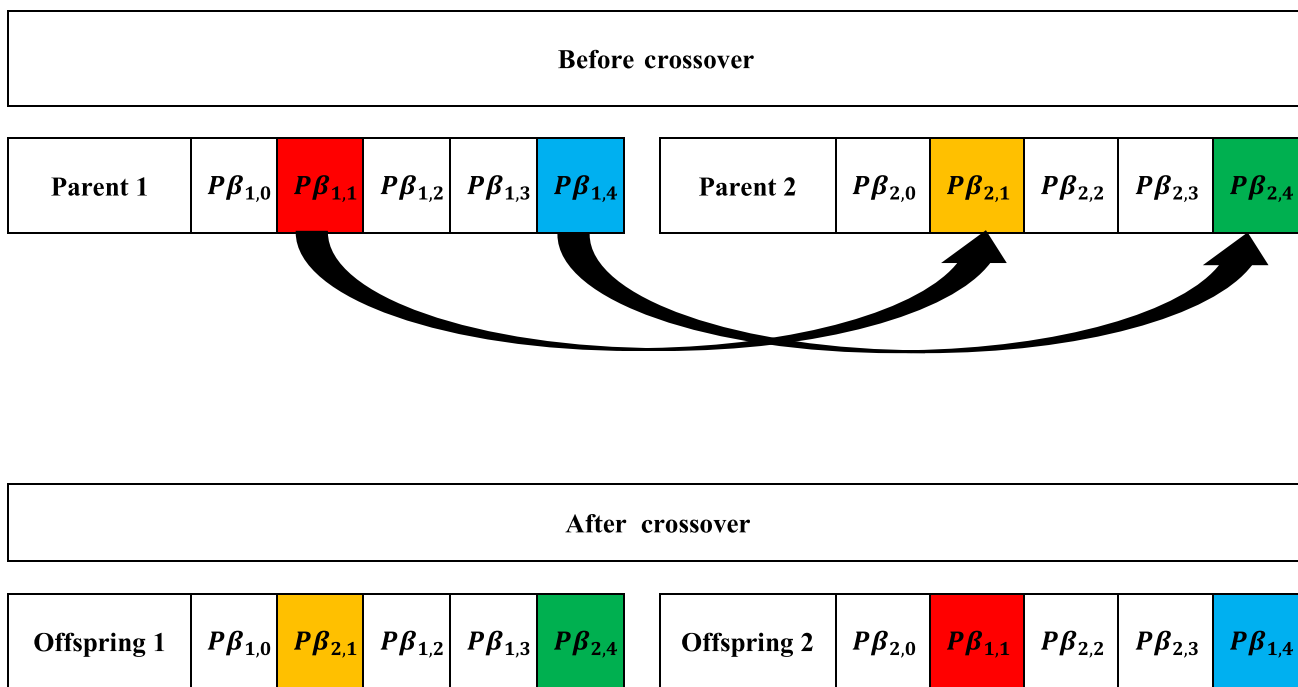 Before crossover
Parent 1 Pβ1,0 Pβ1,1 Pβ1,2 Pβ1,3 Pβ1,4 Parent 2 Pβ2,0 Pβ2,1 Pβ2,2 Pβ2,3 Pβ2,4
After crossover
Offspring 1 Pβ1,0 Pβ2,1 Pβ1,2 Pβ1,3 Pβ2,4 Offspring 2 Pβ2,0 Pβ1,1 Pβ2,2 Pβ2,3 Pβ1,4